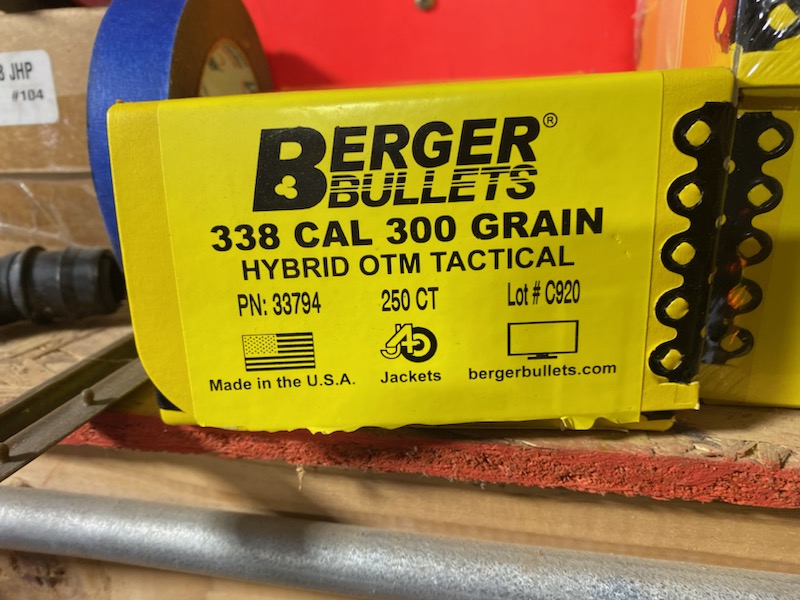 8 JHP
#104
BERGER®
BULLETS
338 CAL 300 GRAIN
HYBRID OTM TACTICAL
PN: 33794 250 CT Lot # C920
J4
Made in the U.S.A. Jackets bergerbullets.com